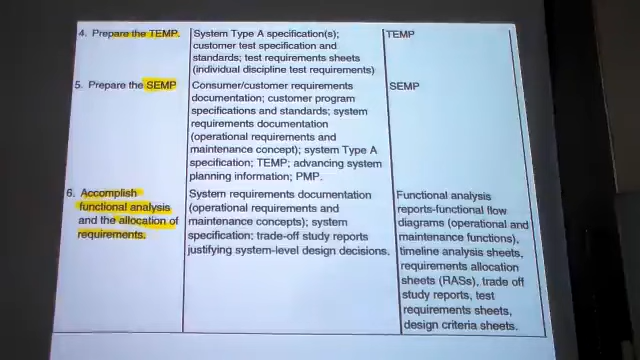 4. Prepare the TEMP.
System Type A specification(s);
customer test specification and
standards; test requirements sheets
(individual discipline test requirements)
TEMP
5. Prepare the SEMP
Consumer/customer requirements
documentation; customer program
specifications and standards; system
requirements documentation
(operational requirements and
maintenance concept); system Type A
specification; TEMP; advancing system
planning information; PMP.
SEMP
6. Accomplish
functional analysis
and the allocation of
requirements.
System requirements documentation
(operational requirements and
maintenance concepts); system
specification; trade-off study reports
justifying system-level design decisions.
Functional analysis
reports-functional flow
diagrams (operational and
maintenance functions),
timeline analysis sheets,
requirements allocation
sheets (RASs), trade off
study reports, test
requirements sheets,
design criteria sheets.